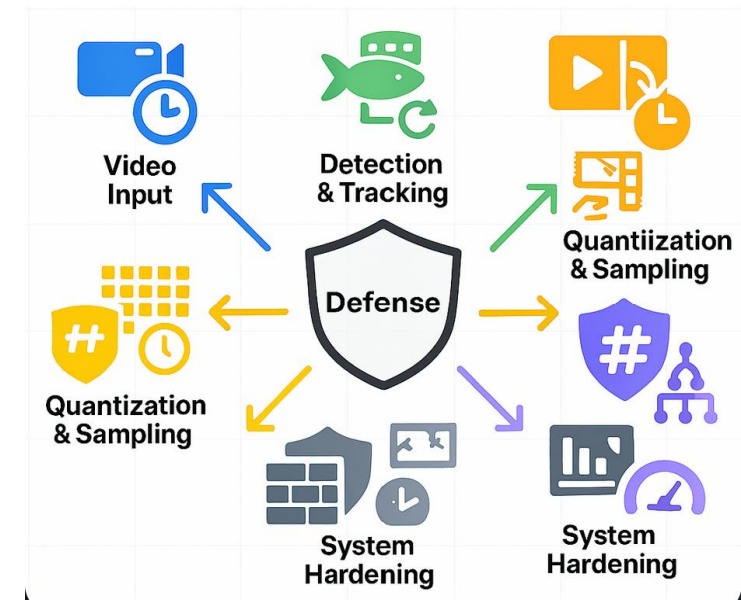 Video
Input
Detection
& Tracking
Quantiization
& Sampling
Defense
#
#
Quantization
& Sampling
System
Hardening
System
Hardening